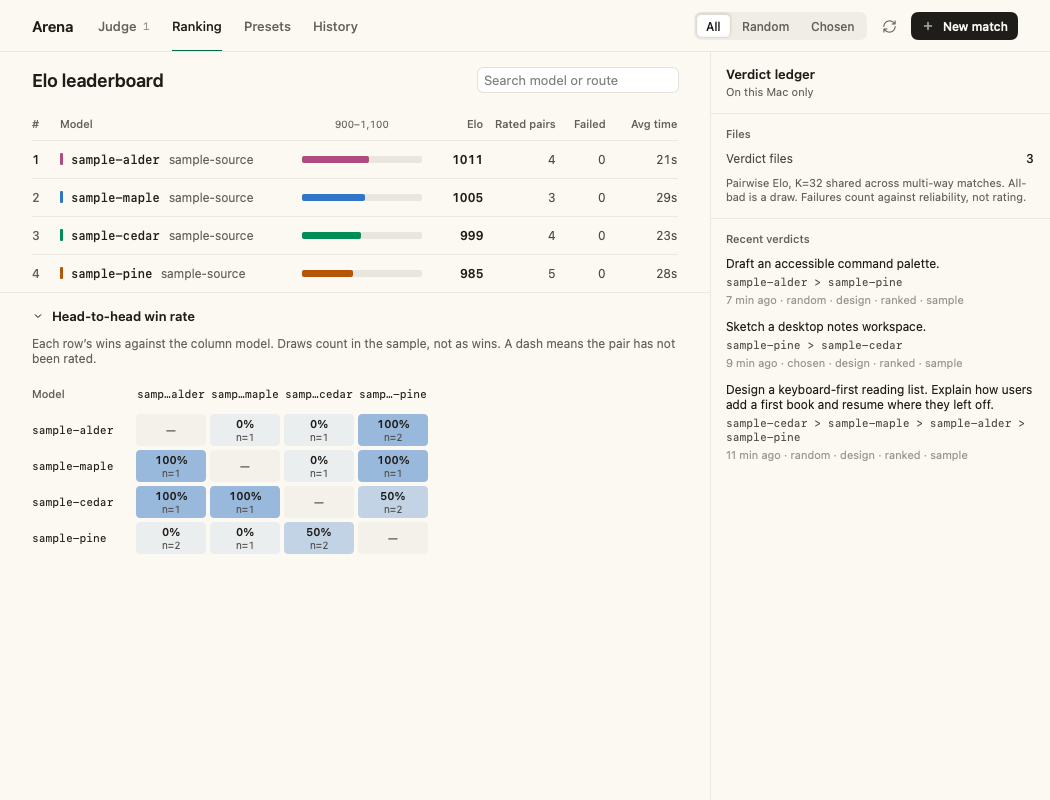 Arena Judge 1 Ranking Presets History All Random Chosen + New match
Elo leaderboard
Search model or route
# Model 900–1,100 Elo Rated pairs Failed Avg time
1 sample-alder sample-source 1011 4 0 21s
2 sample-maple sample-source 1005 3 0 29s
3 sample-cedar sample-source 999 4 0 23s
4 sample-pine sample-source 985 5 0 28s
Head-to-head win rate
Each row's wins against the column model. Draws count in the sample, not as wins. A dash means the pair has not
been rated.
Model samp…alder samp…maple samp…cedar samp…-pine
sample-alder — 0% 0% 100%
n=1 n=1 n=2
sample-maple 100% — 0% 100%
n=1 n=1 n=1
sample-cedar 100% 100% — 50%
n=1 n=1 n=2
sample-pine 0% 0% 50% —
n=2 n=1 n=2
Verdict ledger
On this Mac only
Files
Verdict files 3
Pairwise Elo, K=32 shared across multi-way matches. All-
bad is a draw. Failures count against reliability, not rating.
Recent verdicts
Draft an accessible command palette.
sample-alder > sample-pine
7 min ago · random · design · ranked · sample
Sketch a desktop notes workspace.
sample-pine > sample-cedar
9 min ago · chosen · design · ranked · sample
Design a keyboard-first reading list. Explain how users
add a first book and resume where they left off.
sample-cedar > sample-maple > sample-alder >
sample-pine
11 min ago · random · design · ranked · sample